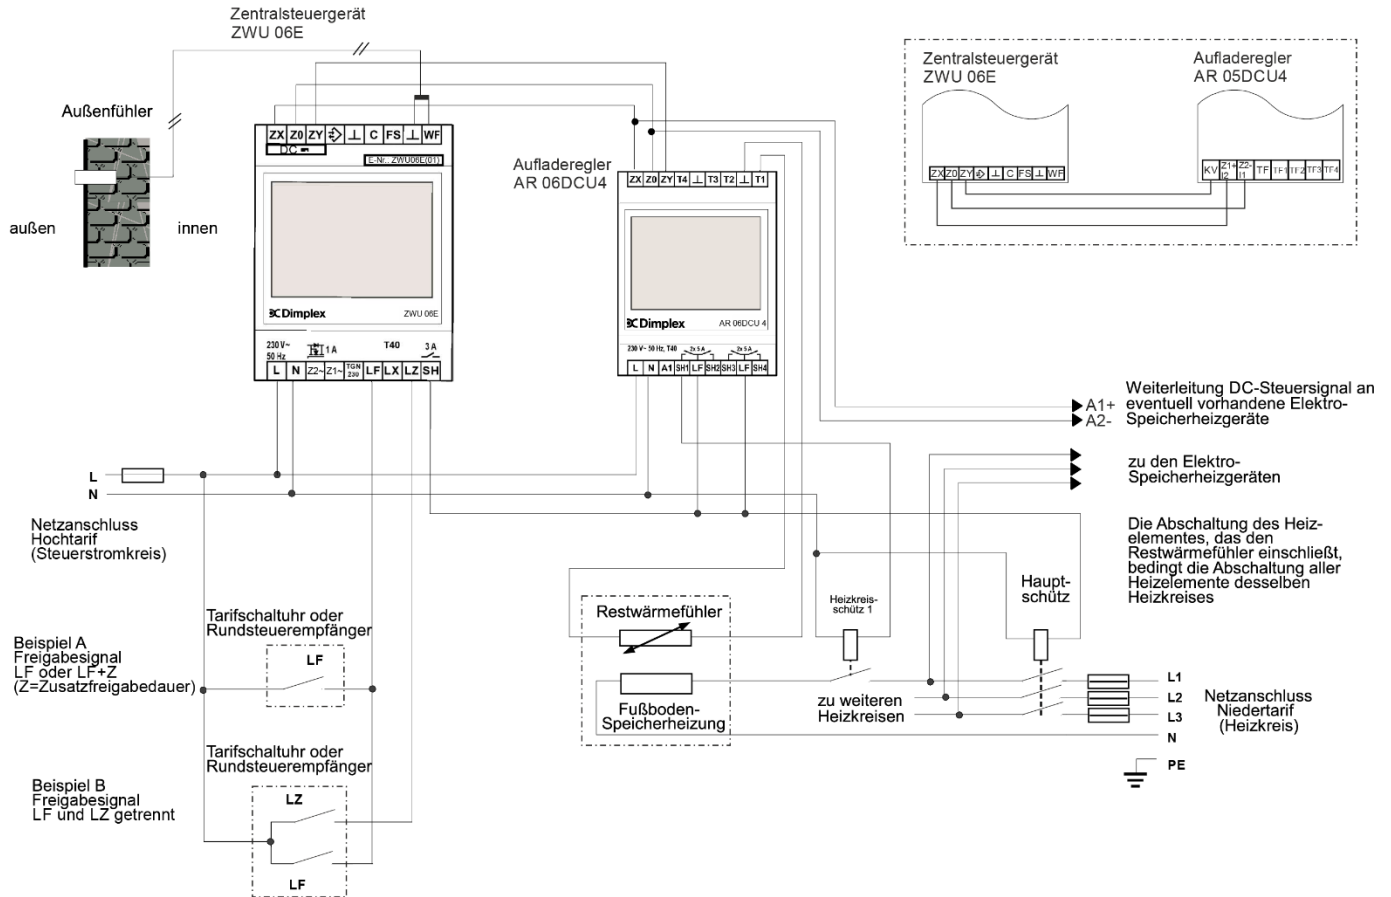 Zentralsteuergerät
ZWU 06E
Außenfühler
außen
innen
ZX Z0 ZY ⊥ C FS ⊥ WF
DC
E-Nr.. ZWU06E(01)
Dimplex
ZWU 06E
230 V~
50 Hz
1 A
T40
3 A
L N Z2~ Z1~ TGN 230 LF LX LZ SH
Aufladeregler
AR 06DCU4
ZX Z0 ZY T4 ⊥ T3 T2 ⊥ T1
Dimplex
AR 06DCU 4
230 V~ 50 Hz, T40
2x 5 A
2x 5 A
L N A1 SH1 LF SH2 SH3 LF SH4
Zentralsteuergerät
ZWU 06E
Aufladeregler
AR 05DCU4
ZX Z0 ZY ⊥ C FS ⊥ WF
KV Z1+ I2 Z2- I1 TF TF1 TF2 TF3 TF4
A1+
A2-
Weiterleitung DC-Steuersignal an
eventuell vorhandene Elektro-
Speicherheizgeräte
zu den Elektro-
Speicherheizgeräten
Die Abschaltung des Heiz-
elementes, das den
Restwärmefühler einschließt,
bedingt die Abschaltung aller
Heizelemente desselben
Heizkreises
L
N
Netzanschluss
Hochtarif
(Steuerstromkreis)
Tarifschaltuhr oder
Rundsteuerempfänger
LF
Beispiel A
Freigabesignal
LF oder LF+Z
(Z=Zusatzfreigabedauer)
Tarifschaltuhr oder
Rundsteuerempfänger
LZ
LF
Beispiel B
Freigabesignal
LF und LZ getrennt
Restwärmefühler
Fußboden-
Speicherheizung
Heizkreis-
schütz 1
zu weiteren
Heizkreisen
Haupt-
schütz
L1
L2
L3
N
PE
Netzanschluss
Niedertarif
(Heizkreis)